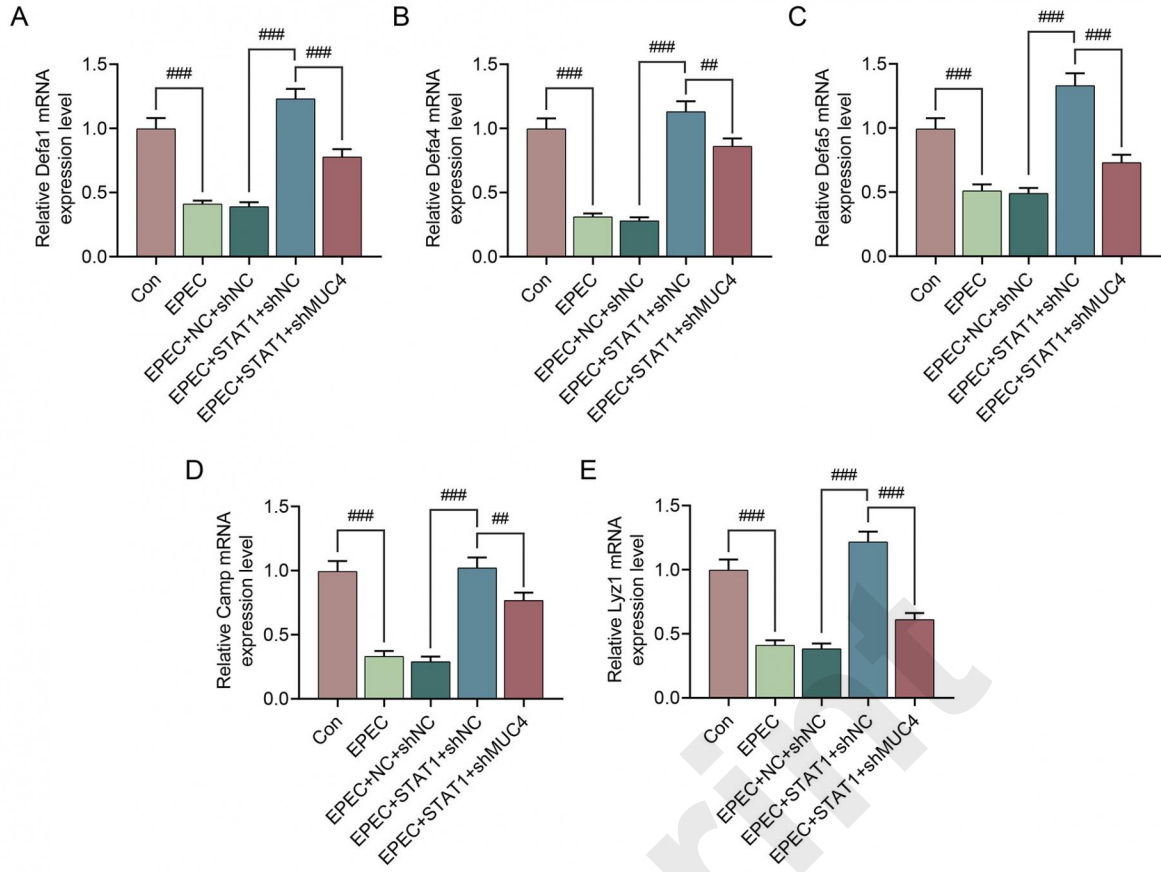 A
Relative Defa1 mRNA
expression level
1.5
1.0
0.5
0.0
###
###
###
Con
EPEC
EPEC+NC+shNC
EPEC+STAT1+shNC
EPEC+STAT1+shMUC4
B
Relative Defa4 mRNA
expression level
1.5
1.0
0.5
0.0
###
###
##
Con
EPEC
EPEC+NC+shNC
EPEC+STAT1+shNC
EPEC+STAT1+shMUC4
C
Relative Defa5 mRNA
expression level
1.5
1.0
0.5
0.0
###
###
###
Con
EPEC
EPEC+NC+shNC
EPEC+STAT1+shNC
EPEC+STAT1+shMUC4
D
Relative Camp mRNA
expression level
1.5
1.0
0.5
0.0
###
###
##
Con
EPEC
EPEC+NC+shNC
EPEC+STAT1+shNC
EPEC+STAT1+shMUC4
E
Relative Lyz1 mRNA
expression level
1.5
1.0
0.5
0.0
###
###
###
Con
EPEC
EPEC+NC+shNC
EPEC+STAT1+shNC
EPEC+STAT1+shMUC4
rint